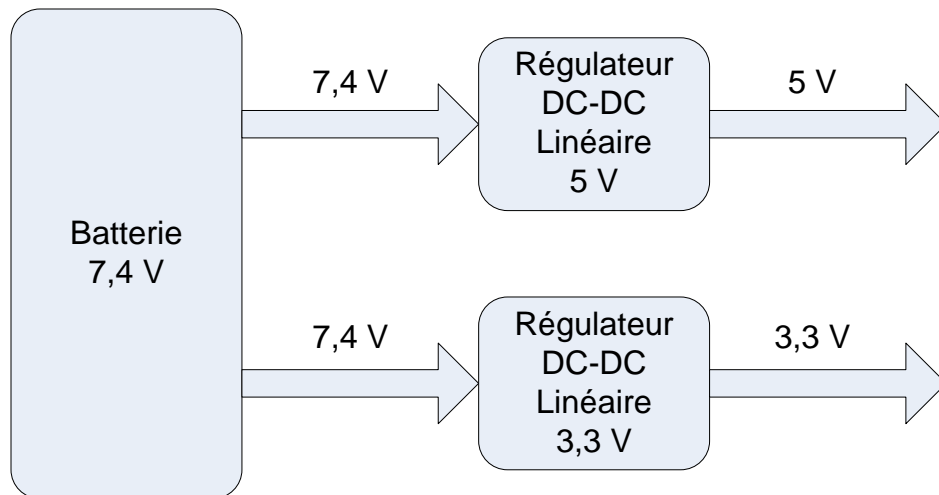 Batterie
7,4 V
7,4 V
Régulateur
DC-DC
Linéaire
5 V
5 V
7,4 V
Régulateur
DC-DC
Linéaire
3,3 V
3,3 V